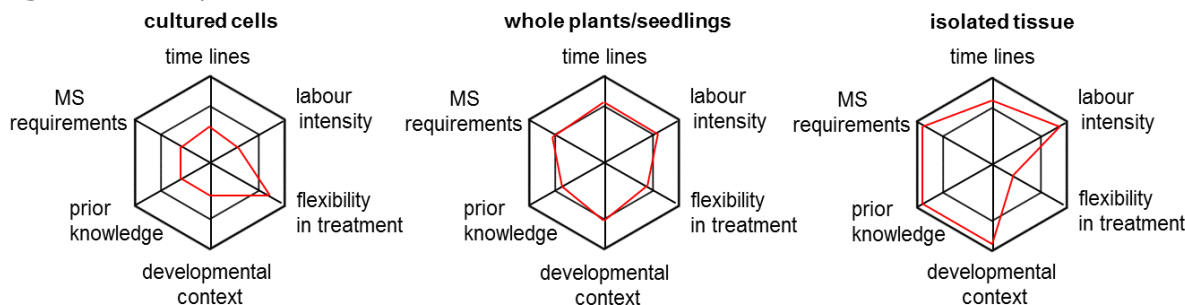 cultured cells
time lines
MS
requirements
labour
intensity
prior
knowledge
flexibility
in treatment
developmental
context
whole plants/seedlings
time lines
MS
requirements
labour
intensity
prior
knowledge
flexibility
in treatment
developmental
context
isolated tissue
time lines
MS
requirements
labour
intensity
prior
knowledge
flexibility
in treatment
developmental
context